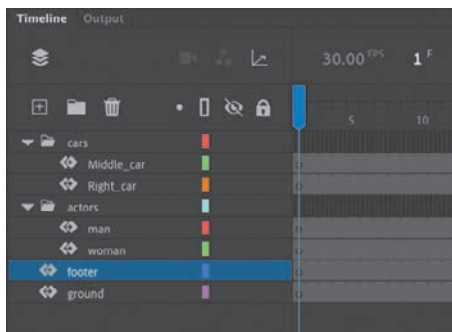 Timeline Output
30.00 FPS 1 F
5 10
cars
Middle_car
Right_car
actors
man
woman
footer
ground